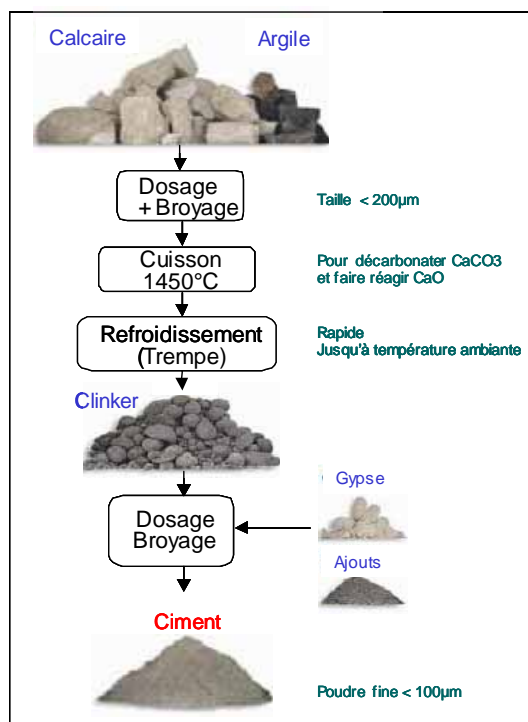 Calcaire
Argile
Dosage
+ Broyage
Taille < 200µm
Cuisson
1450°C
Pour décarbonater CaCO3
et faire réagir CaO
Refroidissement
(Trempe)
Rapide
Jusqu'à température ambiante
Clinker
Gypse
Dosage
Broyage
Ajouts
Ciment
Poudre fine < 100µm